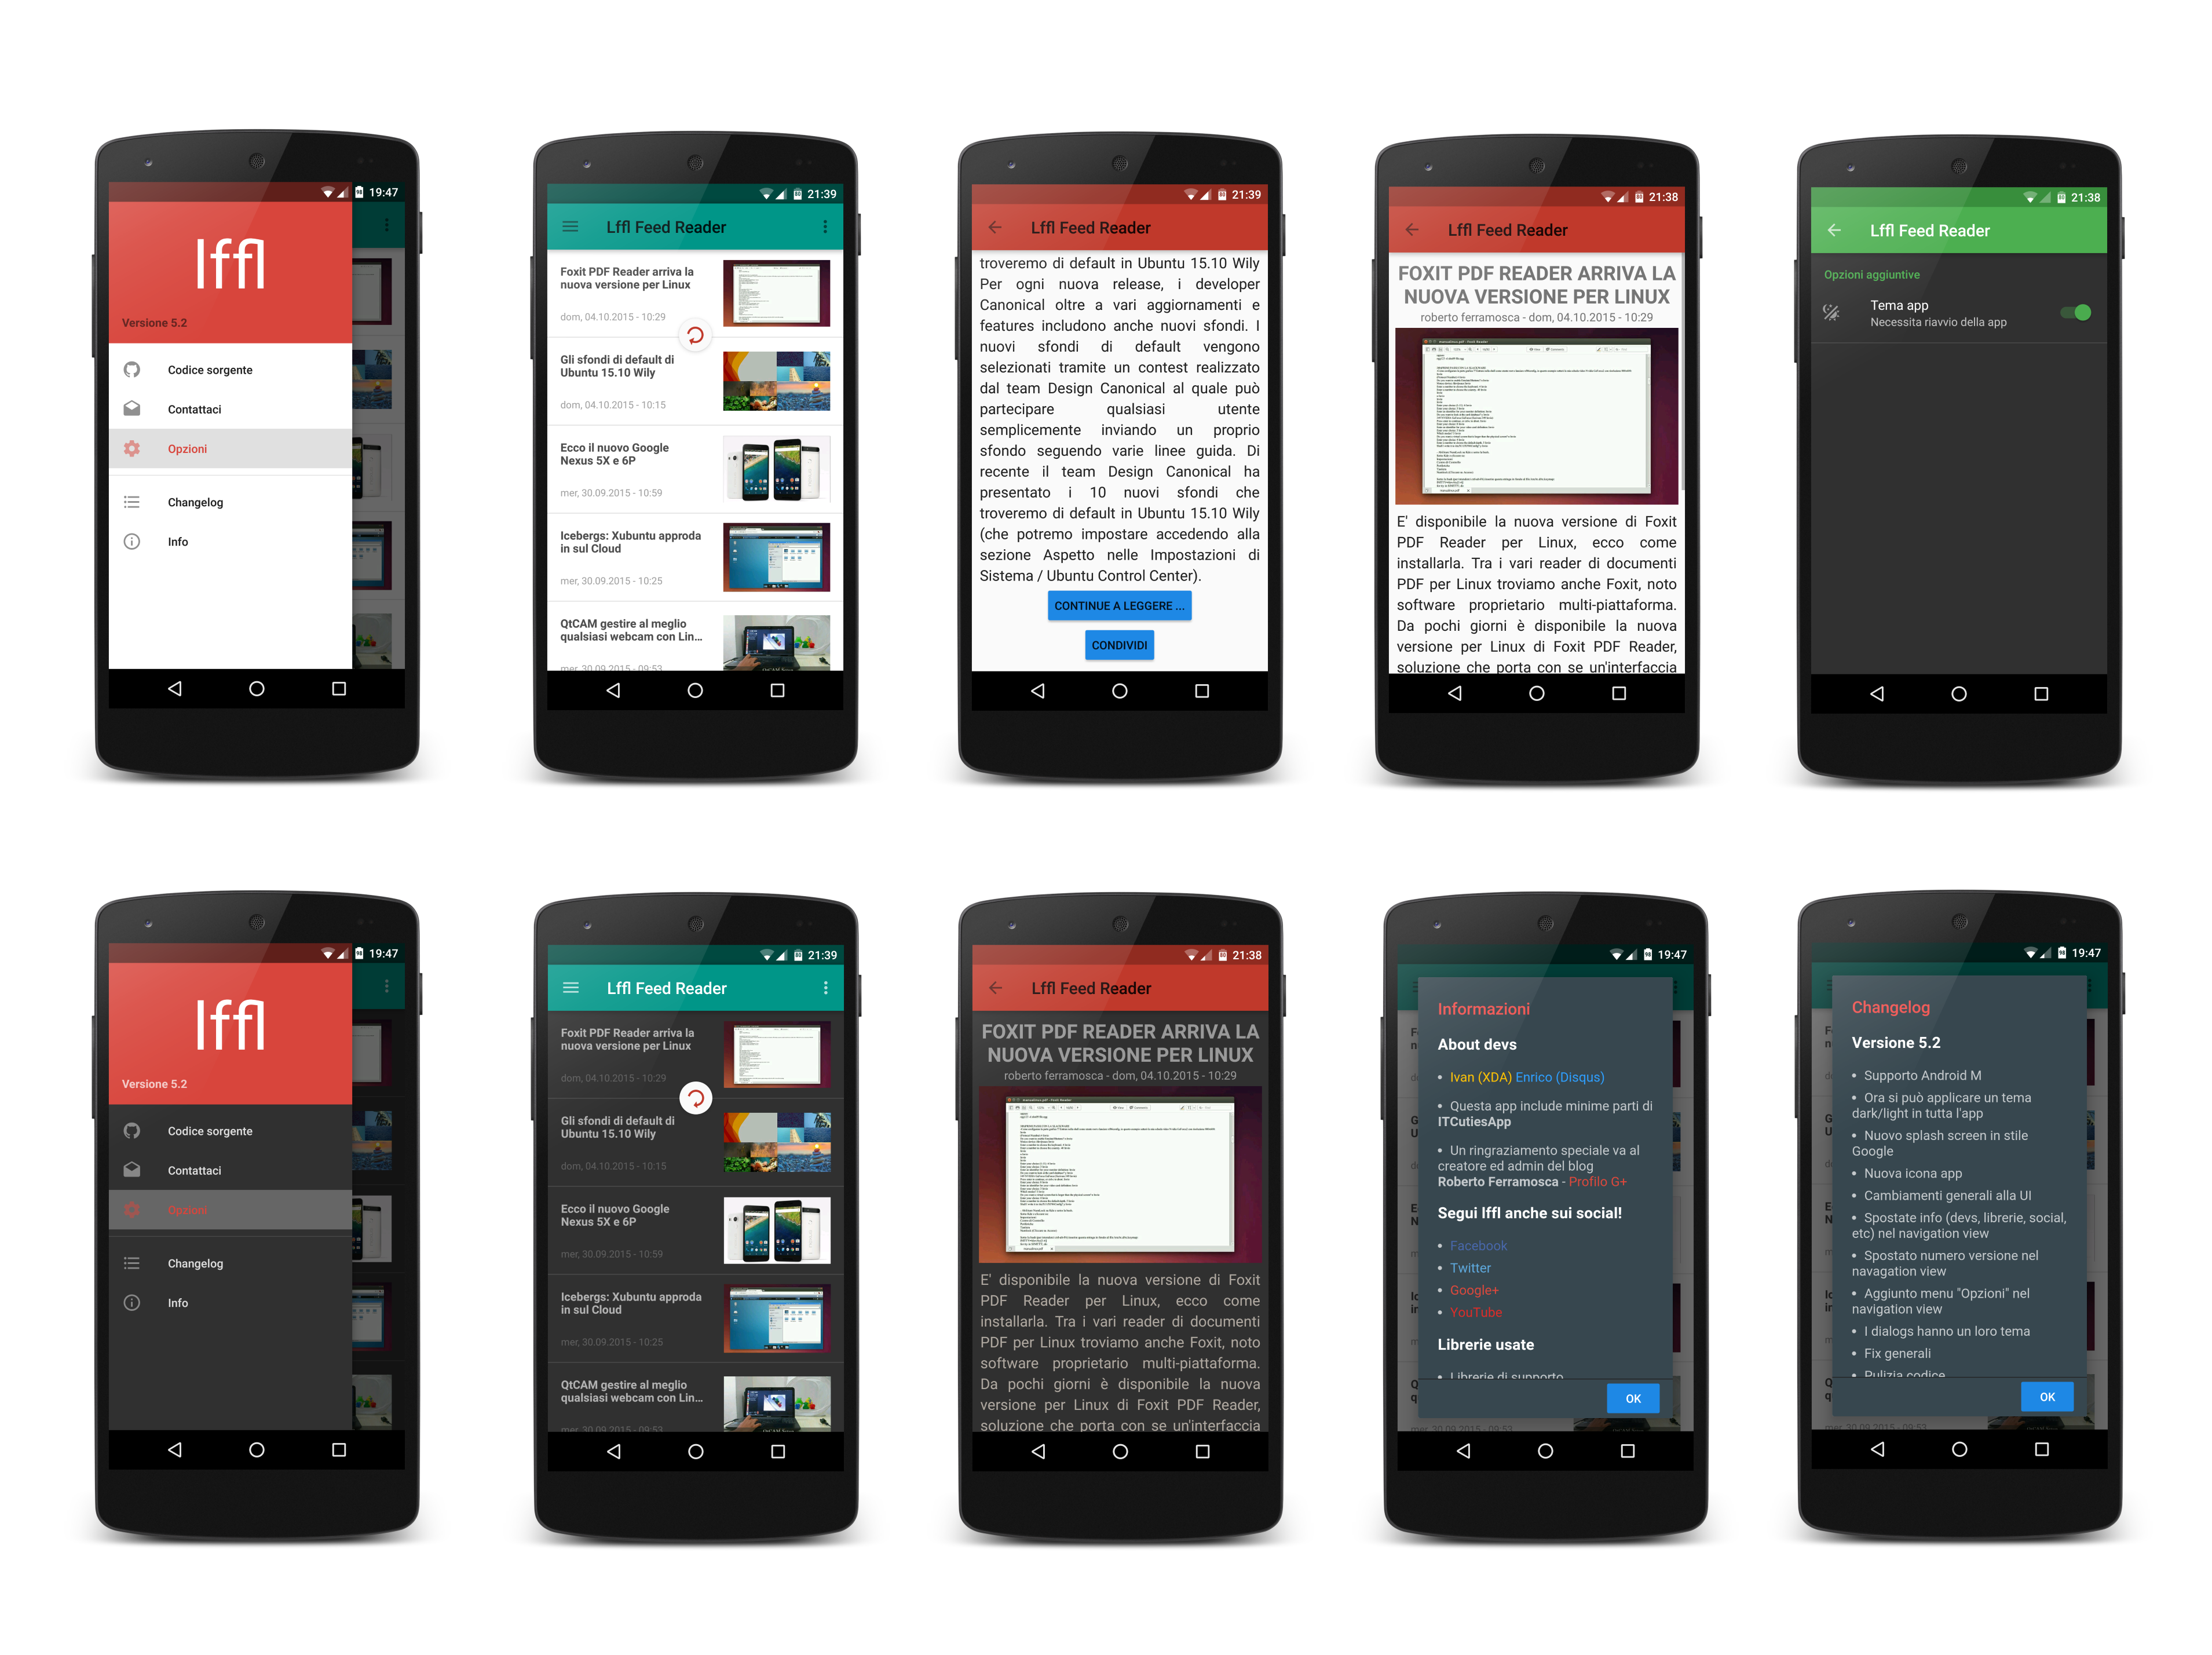 19:47
lffl
Versione 5.2
Codice sorgente
Contattaci
Opzioni
Changelog
Info
21:39
Lffl Feed Reader
Foxit PDF Reader arriva la
nuova versione per Linux
dom, 04.10.2015 - 10:29
Gli sfondi di default di
Ubuntu 15.10 Wily
dom, 04.10.2015 - 10:15
Ecco il nuovo Google
Nexus 5X e 6P
mer, 30.09.2015 - 10:59
Icebergs: Xubuntu approda
in sul Cloud
mer, 30.09.2015 - 10:25
QtCAM gestire al meglio
qualsiasi webcam con Lin...
mer, 30.09.2015 - 09:53
21:39
Lffl Feed Reader
troveremo di default in Ubuntu 15.10 Wily
Per ogni nuova release, i developer
Canonical oltre a vari aggiornamenti e
features includono anche nuovi sfondi. I
nuovi sfondi di default vengono
selezionati tramite un contest realizzato
dal team Design Canonical al quale può
partecipare qualsiasi utente
semplicemente inviando un proprio
sfondo seguendo varie linee guida. Di
recente il team Design Canonical ha
presentato i 10 nuovi sfondi che
troveremo di default in Ubuntu 15.10 Wily
(che potremo impostare accedendo alla
sezione Aspetto nelle Impostazioni di
Sistema / Ubuntu Control Center).
CONTINUE A LEGGERE ...
CONDIVIDI
21:38
Lffl Feed Reader
FOXIT PDF READER ARRIVA LA
NUOVA VERSIONE PER LINUX
roberto ferramosca - dom, 04.10.2015 - 10:29
E' disponibile la nuova versione di Foxit
PDF Reader per Linux, ecco come
installarla. Tra i vari reader di documenti
PDF per Linux troviamo anche Foxit, noto
software proprietario multi-piattaforma.
Da pochi giorni è disponibile la nuova
versione per Linux di Foxit PDF Reader,
soluzione che porta con se un'interfaccia
21:38
Lffl Feed Reader
Opzioni aggiuntive
Tema app
Necessita riavvio della app
19:47
lffl
Versione 5.2
Codice sorgente
Contattaci
Opzioni
Changelog
Info
21:39
Lffl Feed Reader
Foxit PDF Reader arriva la
nuova versione per Linux
dom, 04.10.2015 - 10:29
Gli sfondi di default di
Ubuntu 15.10 Wily
dom, 04.10.2015 - 10:15
Ecco il nuovo Google
Nexus 5X e 6P
mer, 30.09.2015 - 10:59
Icebergs: Xubuntu approda
in sul Cloud
mer, 30.09.2015 - 10:25
QtCAM gestire al meglio
qualsiasi webcam con Lin...
mer, 30.09.2015 - 09:53
21:38
Lffl Feed Reader
FOXIT PDF READER ARRIVA LA
NUOVA VERSIONE PER LINUX
roberto ferramosca - dom, 04.10.2015 - 10:29
E' disponibile la nuova versione di Foxit
PDF Reader per Linux, ecco come
installarla. Tra i vari reader di documenti
PDF per Linux troviamo anche Foxit, noto
software proprietario multi-piattaforma.
Da pochi giorni è disponibile la nuova
versione per Linux di Foxit PDF Reader,
soluzione che porta con se un'interfaccia
19:47
Informazioni
About devs
• Ivan (XDA) Enrico (Disqus)
• Questa app include minime parti di
ITCutiesApp
• Un ringraziamento speciale va al
creatore ed admin del blog
Roberto Ferramosca - Profilo G+
Segui lffl anche sui social!
• Facebook
• Twitter
• Google+
• YouTube
Librerie usate
• Librerie di supporto
OK
19:47
Changelog
Versione 5.2
• Supporto Android M
• Ora si può applicare un tema
dark/light in tutta l'app
• Nuovo splash screen in stile
Google
• Nuova icona app
• Cambiamenti generali alla UI
• Spostate info (devs, librerie, social,
etc) nel navigation view
• Spostato numero versione nel
navagation view
• Aggiunto menu "Opzioni" nel
navigation view
• I dialogs hanno un loro tema
• Fix generali
• Pulizia codice
OK